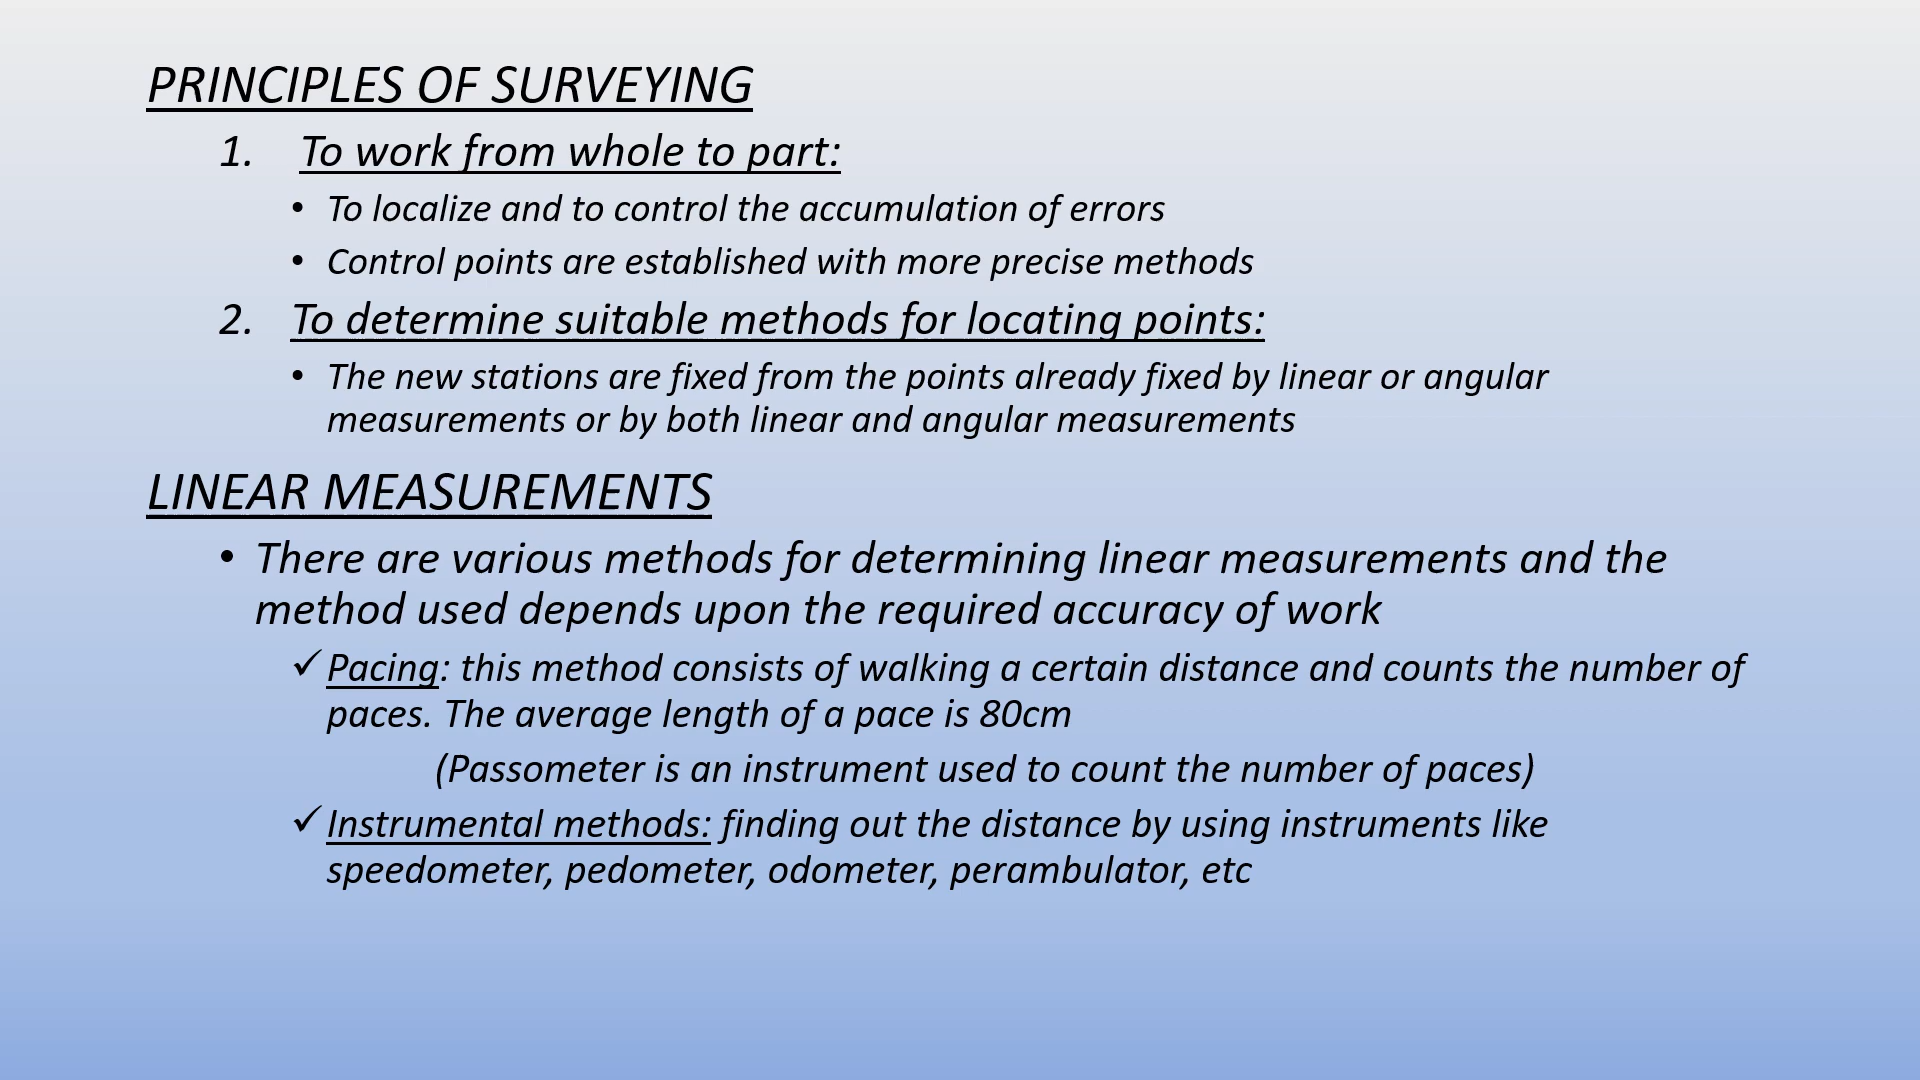 PRINCIPLES OF SURVEYING
1. To work from whole to part:
• To localize and to control the accumulation of errors
• Control points are established with more precise methods
2. To determine suitable methods for locating points:
• The new stations are fixed from the points already fixed by linear or angular
measurements or by both linear and angular measurements
LINEAR MEASUREMENTS
• There are various methods for determining linear measurements and the
method used depends upon the required accuracy of work
✓ Pacing: this method consists of walking a certain distance and counts the number of
paces. The average length of a pace is 80cm
(Passometer is an instrument used to count the number of paces)
✓ Instrumental methods: finding out the distance by using instruments like
speedometer, pedometer, odometer, perambulator, etc